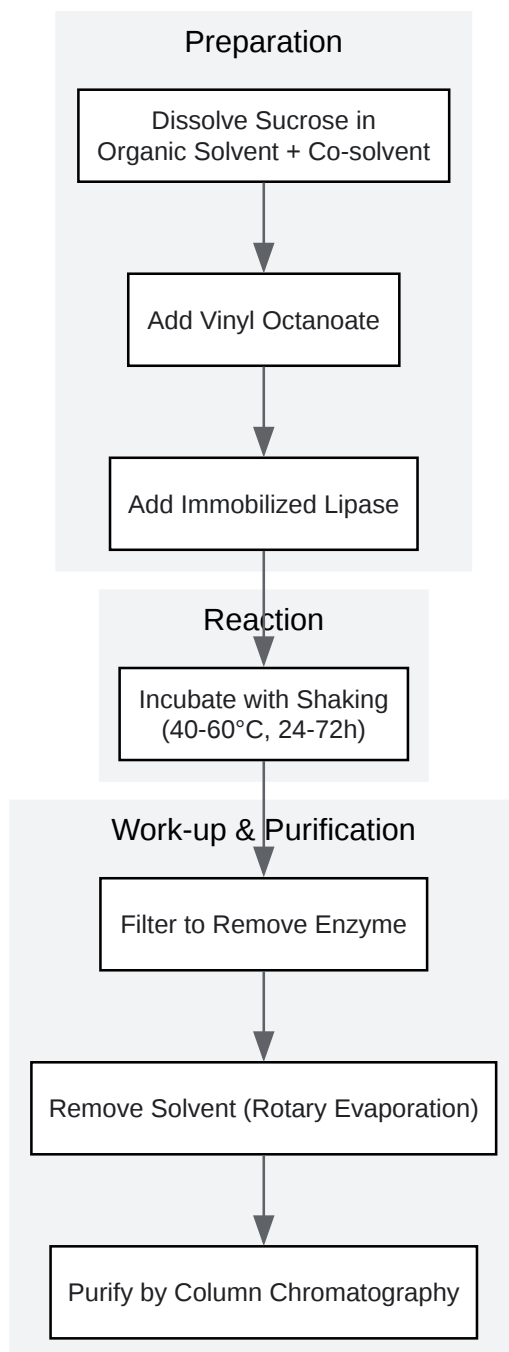 Preparation
Dissolve Sucrose in
Organic Solvent + Co-solvent
Add Vinyl Octanoate
Add Immobilized Lipase
Reaction
Incubate with Shaking
(40-60°C, 24-72h)
Work-up & Purification
Filter to Remove Enzyme
Remove Solvent (Rotary Evaporation)
Purify by Column Chromatography